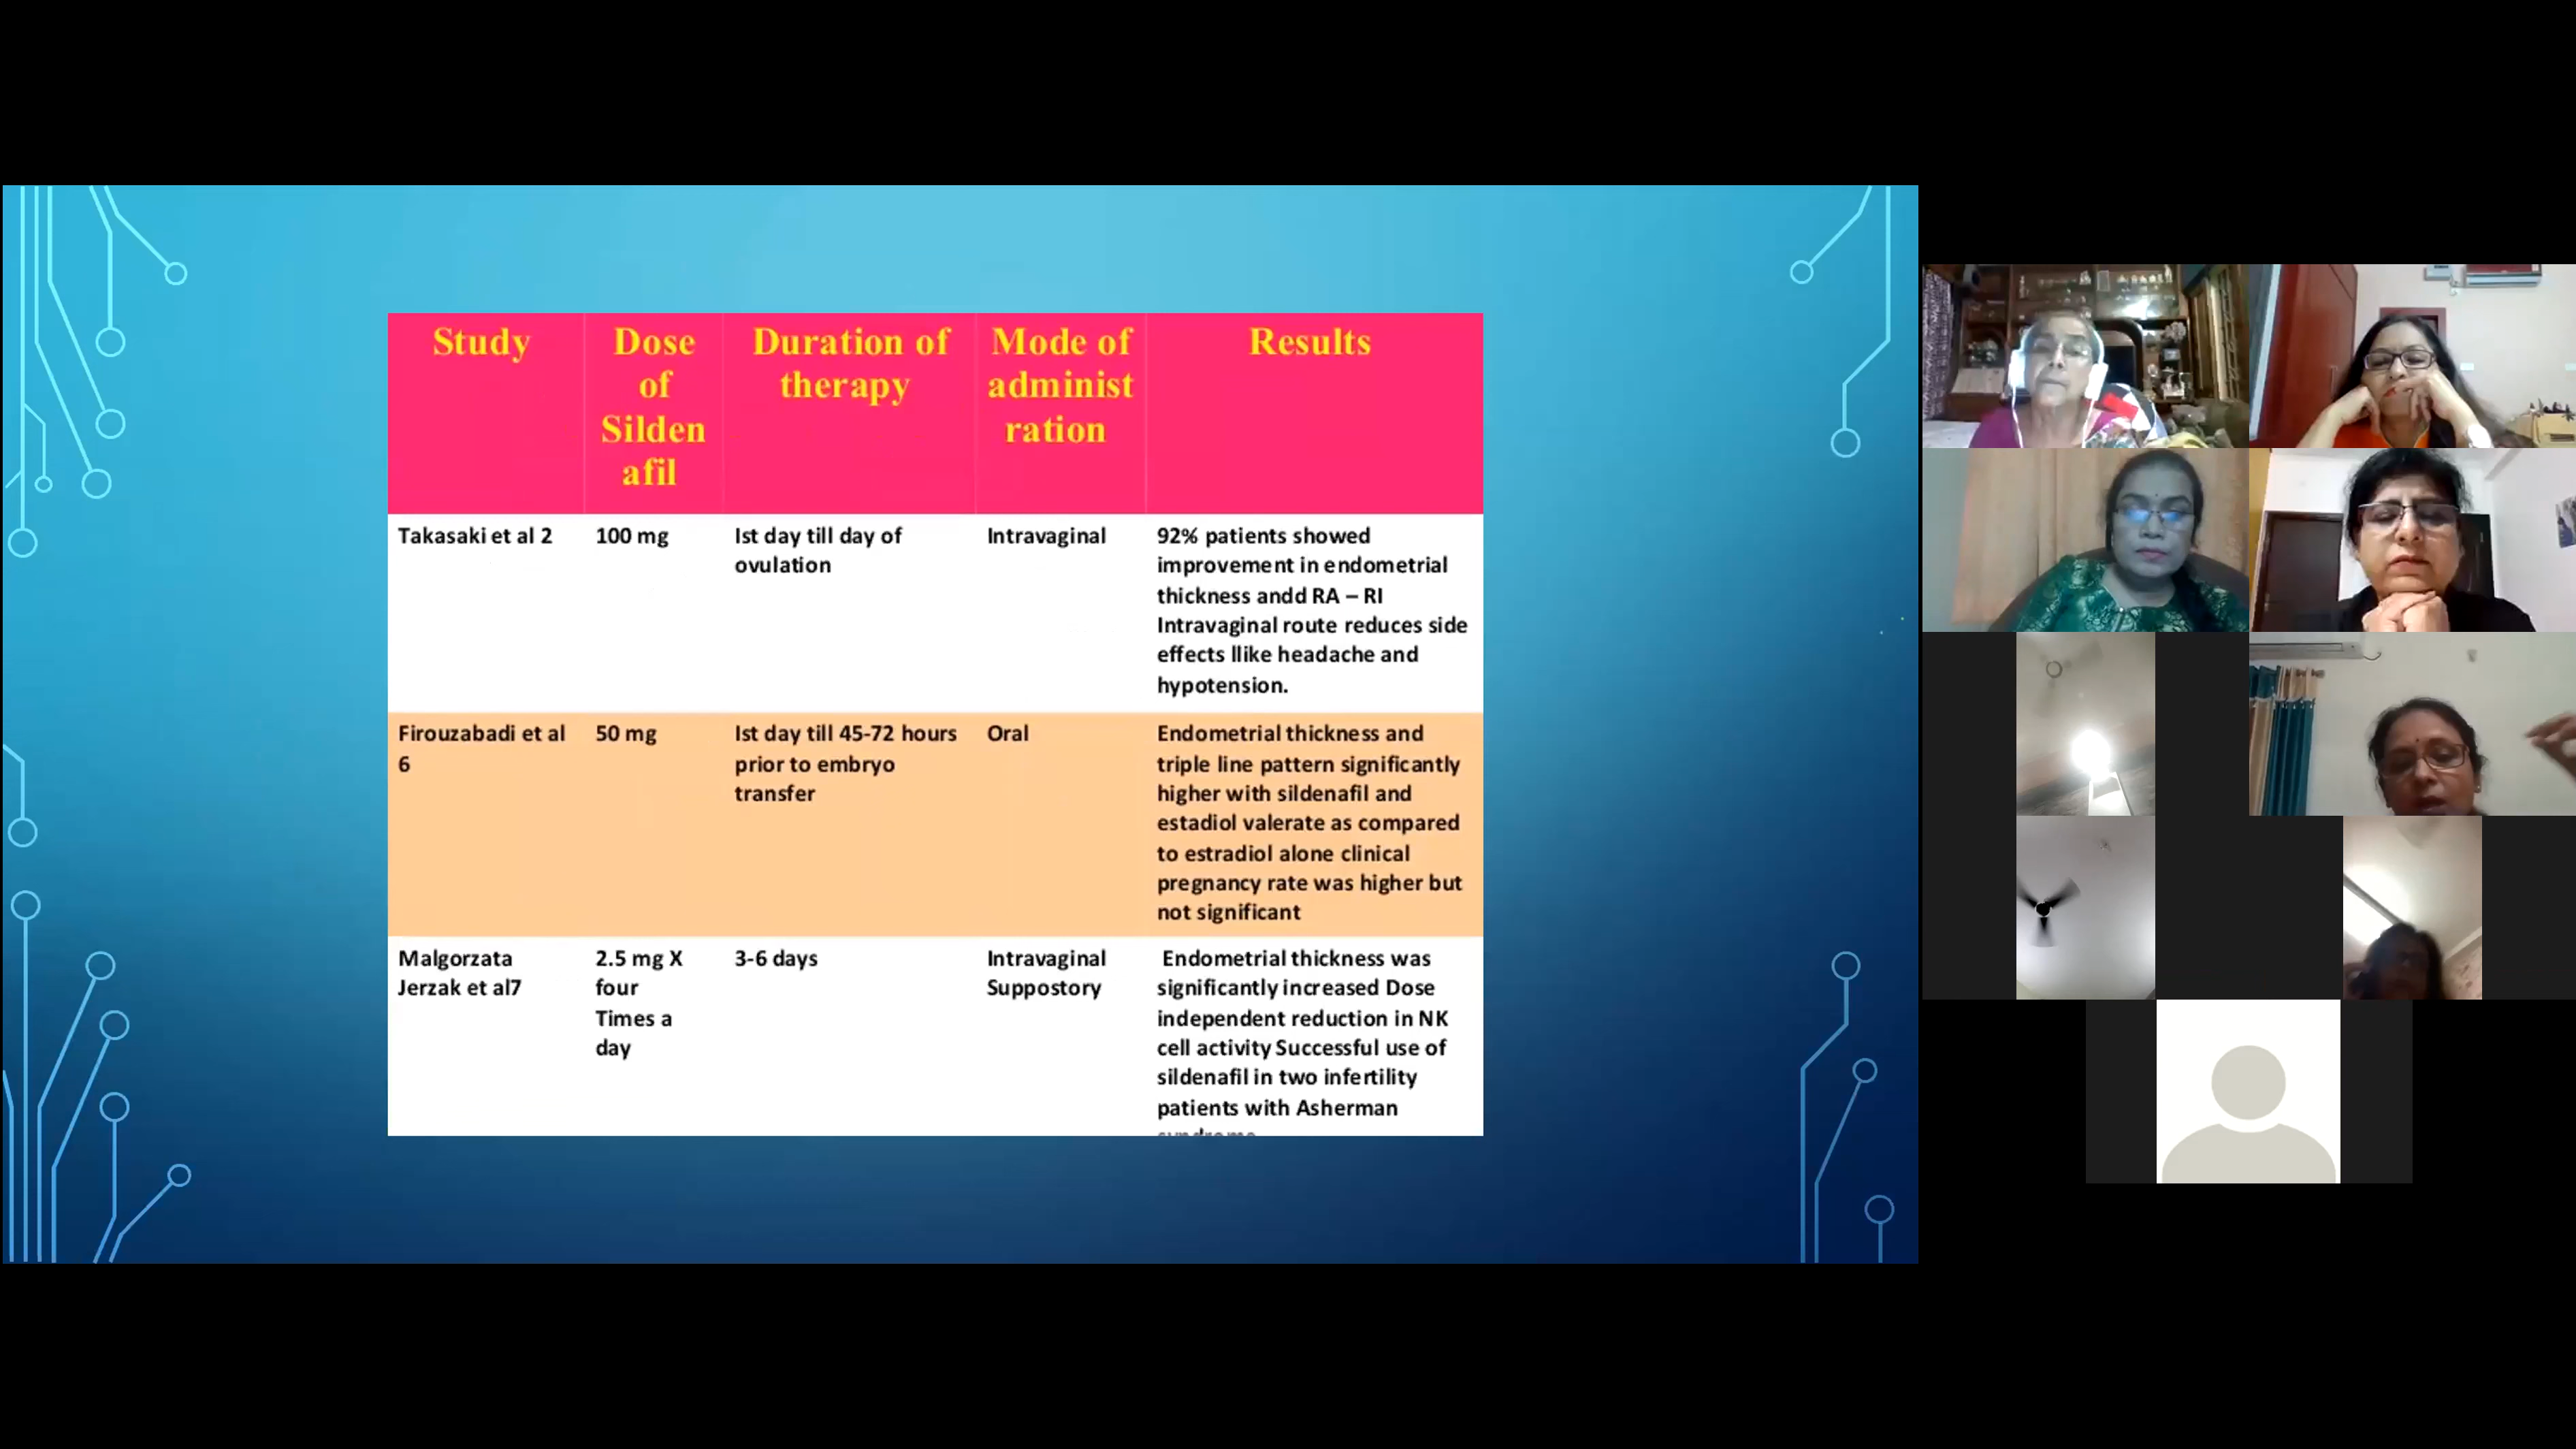 Study
Dose
of
Silden
afil
Duration of
therapy
Mode of
administ
ration
Results
Takasaki et al 2
100 mg
Ist day till day of
ovulation
Intravaginal
92% patients showed
improvement in endometrial
thickness andd RA – RI
Intravaginal route reduces side
effects llike headache and
hypotension.
Firouzabadi et al
6
50 mg
Ist day till 45-72 hours
prior to embryo
transfer
Oral
Endometrial thickness and
triple line pattern significantly
higher with sildenafil and
estadiol valerate as compared
to estradiol alone clinical
pregnancy rate was higher but
not significant
Malgorzata
Jerzak et al7
2.5 mg X
four
Times a
day
3-6 days
Intravaginal
Suppostory
Endometrial thickness was
significantly increased Dose
independent reduction in NK
cell activity Successful use of
sildenafil in two infertility
patients with Asherman